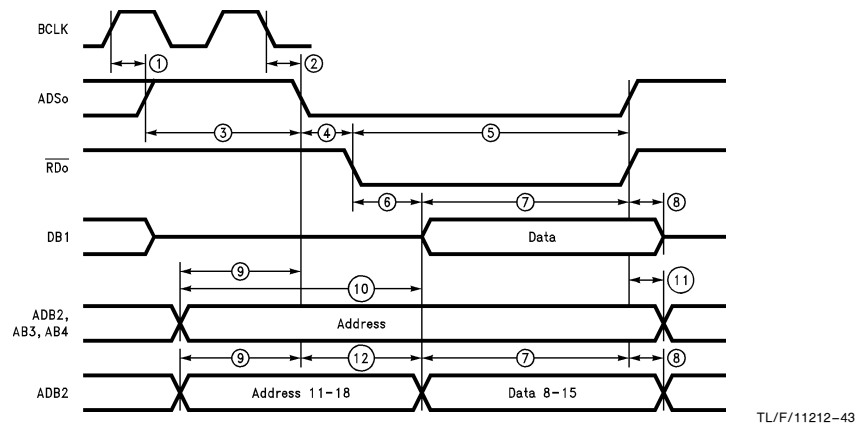 BCLK
1
2
ADSo
3
4
5
RDo
6
7
8
DB1
Data
9
10
11
ADB2,
AB3, AB4
Address
9
12
7
8
ADB2
Address 11-18
Data 8-15
TL/F/11212-43